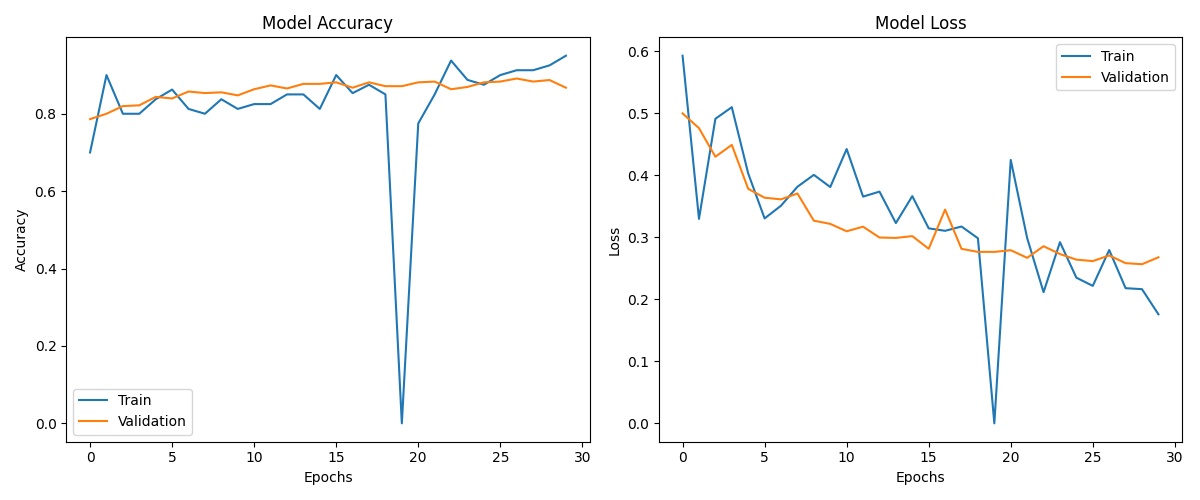 Model Accuracy
Accuracy
0.8
0.6
0.4
0.2
0.0
Train
Validation
0 5 10 15 20 25 30
Epochs
Model Loss
Loss
0.6
0.5
0.4
0.3
0.2
0.1
0.0
Train
Validation
0 5 10 15 20 25 30
Epochs